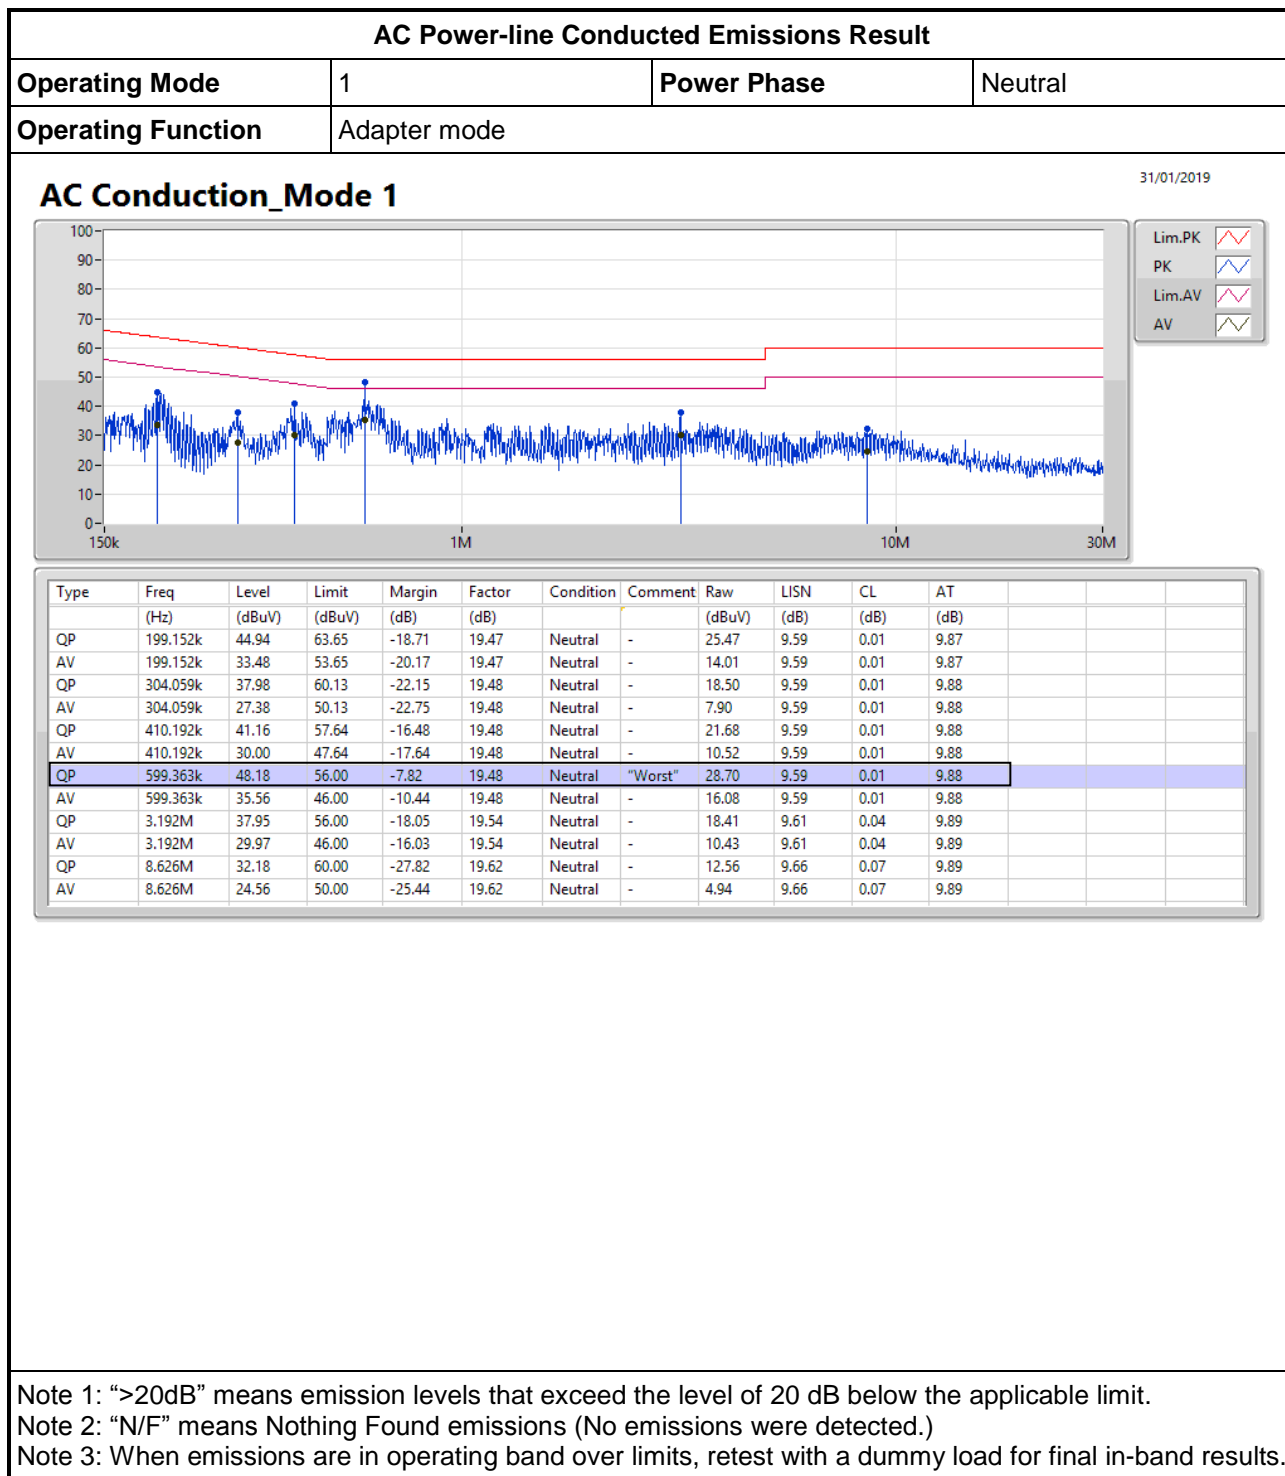 AC Power-line Conducted Emissions Result
Operating Mode 1 Power Phase Neutral
Operating Function Adapter mode
31/01/2019
AC Conduction_Mode 1
100
90
80
70
60
50
40
30
20
10
0
150k 1M 10M 30M
Lim.PK
PK
Lim.AV
AV
Type Freq Level Limit Margin Factor Condition Comment Raw LISN CL AT
(Hz) (dBuV) (dBuV) (dB) (dB) (dBuV) (dB) (dB) (dB)
QP 199.152k 44.94 63.65 -18.71 19.47 Neutral - 25.47 9.59 0.01 9.87
AV 199.152k 33.48 53.65 -20.17 19.47 Neutral - 14.01 9.59 0.01 9.87
QP 304.059k 37.98 60.13 -22.15 19.48 Neutral - 18.50 9.59 0.01 9.88
AV 304.059k 27.38 50.13 -22.75 19.48 Neutral - 7.90 9.59 0.01 9.88
QP 410.192k 41.16 57.64 -16.48 19.48 Neutral - 21.68 9.59 0.01 9.88
AV 410.192k 30.00 47.64 -17.64 19.48 Neutral - 10.52 9.59 0.01 9.88
QP 599.363k 48.18 56.00 -7.82 19.48 Neutral "Worst" 28.70 9.59 0.01 9.88
AV 599.363k 35.56 46.00 -10.44 19.48 Neutral - 16.08 9.59 0.01 9.88
QP 3.192M 37.95 56.00 -18.05 19.54 Neutral - 18.41 9.61 0.04 9.89
AV 3.192M 29.97 46.00 -16.03 19.54 Neutral - 10.43 9.61 0.04 9.89
QP 8.626M 32.18 60.00 -27.82 19.62 Neutral - 12.56 9.66 0.07 9.89
AV 8.626M 24.56 50.00 -25.44 19.62 Neutral - 4.94 9.66 0.07 9.89
Note 1: “>20dB” means emission levels that exceed the level of 20 dB below the applicable limit.
Note 2: “N/F” means Nothing Found emissions (No emissions were detected.)
Note 3: When emissions are in operating band over limits, retest with a dummy load for final in-band results.